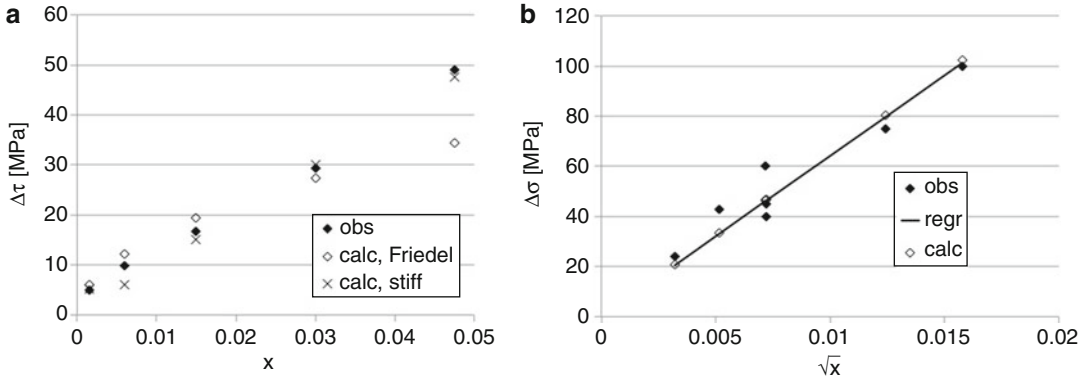 a
60
50
40
30
20
10
0
Δτ [MPa]
0
0.01
0.02
0.03
0.04
0.05
x
obs
calc, Friedel
calc, stiff
b
120
100
80
60
40
20
0
Δσ [MPa]
0
0.005
0.01
0.015
0.02
√x
obs
regr
calc